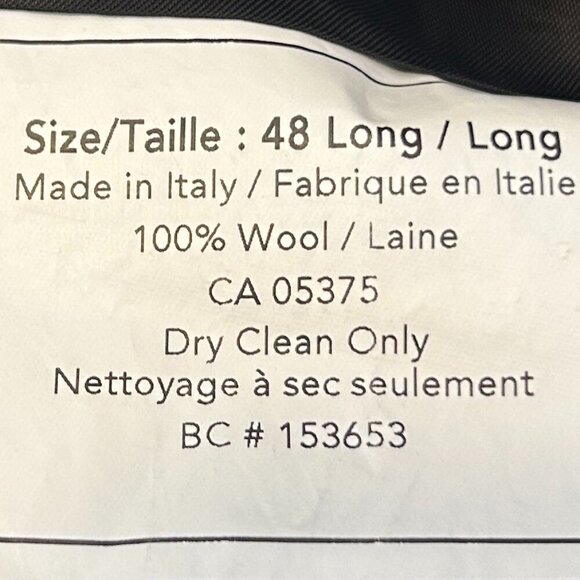 Size/Taille : 48 Long / Long
Made in Italy / Fabrique en Italie
100% Wool / Laine
CA 05375
Dry Clean Only
Nettoyage à sec seulement
BC # 153653